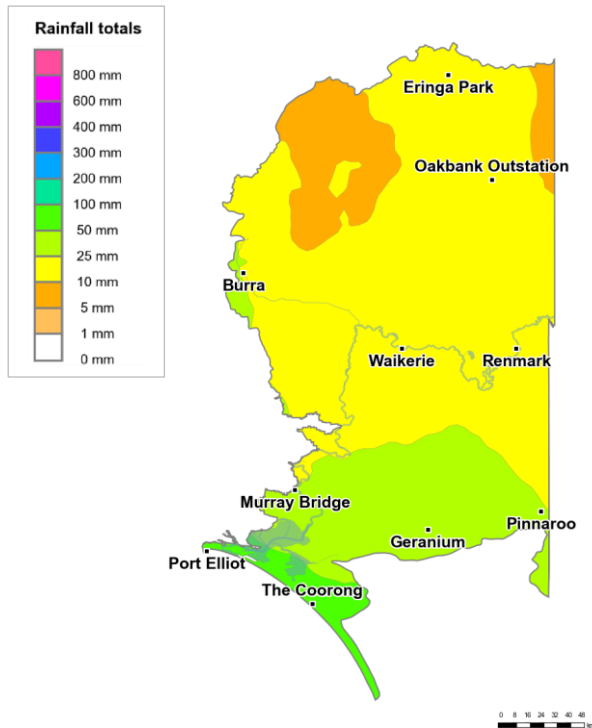 Rainfall totals
800 mm
600 mm
400 mm
300 mm
200 mm
100 mm
50 mm
25 mm
10 mm
5 mm
1 mm
0 mm
Eringa Park
Oakbank Outstation
Burra
Waikerie
Renmark
Murray Bridge
Pinnaroo
Geranium
Port Elliot
The Coorong
0 8 16 24 32 40 48